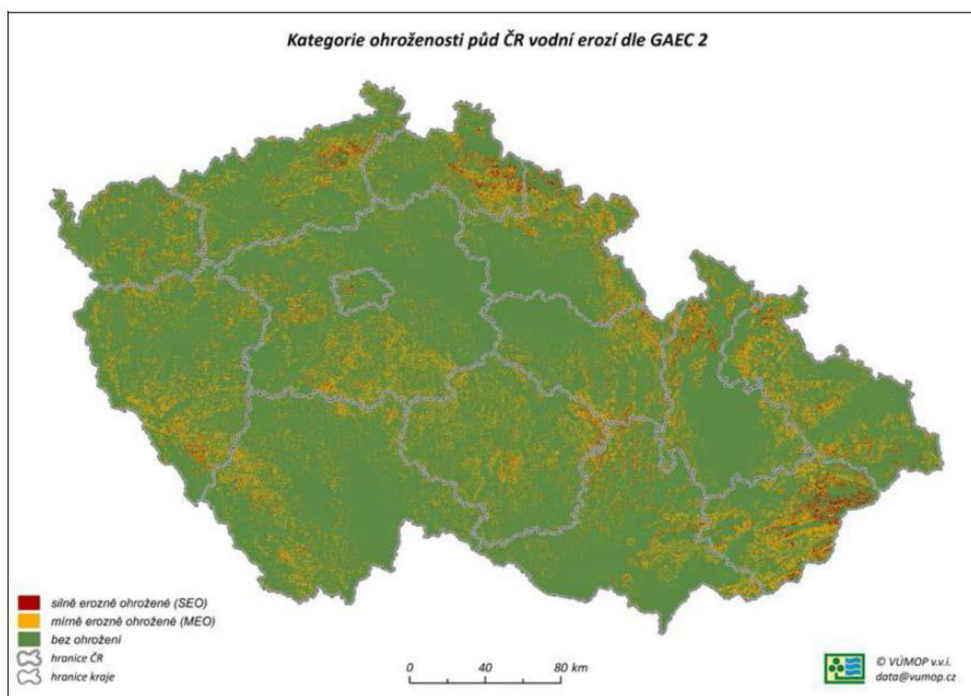 Kategorie ohroženosti půd ČR vodní erozí dle GAEC 2
silně erozně ohrožené (SEO)
mírně erozně ohrožené (MEO)
bez ohrožení
hranice ČR
hranice kraje
0 40 80 km
© VÚMOP v.v.i.
data@vumop.cz